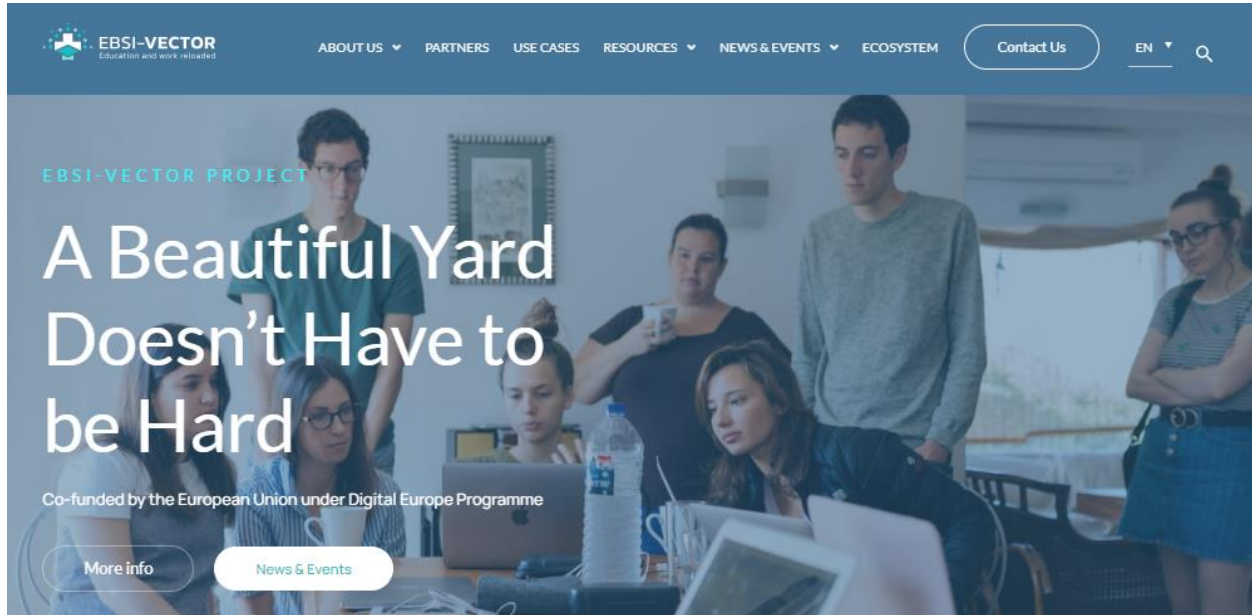 EBSI-VECTOR
Education and work reloaded
ABOUT US
PARTNERS
USE CASES
RESOURCES
NEWS & EVENTS
ECOSYSTEM
Contact Us
EN
EBSI-VECTOR PROJECT
A Beautiful Yard
Doesn't Have to
be Hard
Co-funded by the European Union under Digital Europe Programme
More info
News & Events